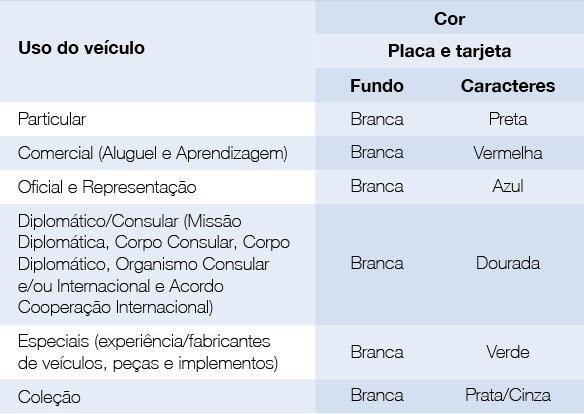 Uso do veículo
Cor
Placa e tarjeta
Fundo Caracteres
Particular Branca Preta
Comercial (Aluguel e Aprendizagem) Branca Vermelha
Oficial e Representação Branca Azul
Diplomático/Consular (Missão
Diplomática, Corpo Consular, Corpo
Diplomático, Organismo Consular
e/ou Internacional e Acordo
Cooperação Internacional)
Branca Dourada
Especiais (experiência/fabricantes
de veículos, peças e implementos)
Branca Verde
Coleção Branca Prata/Cinza